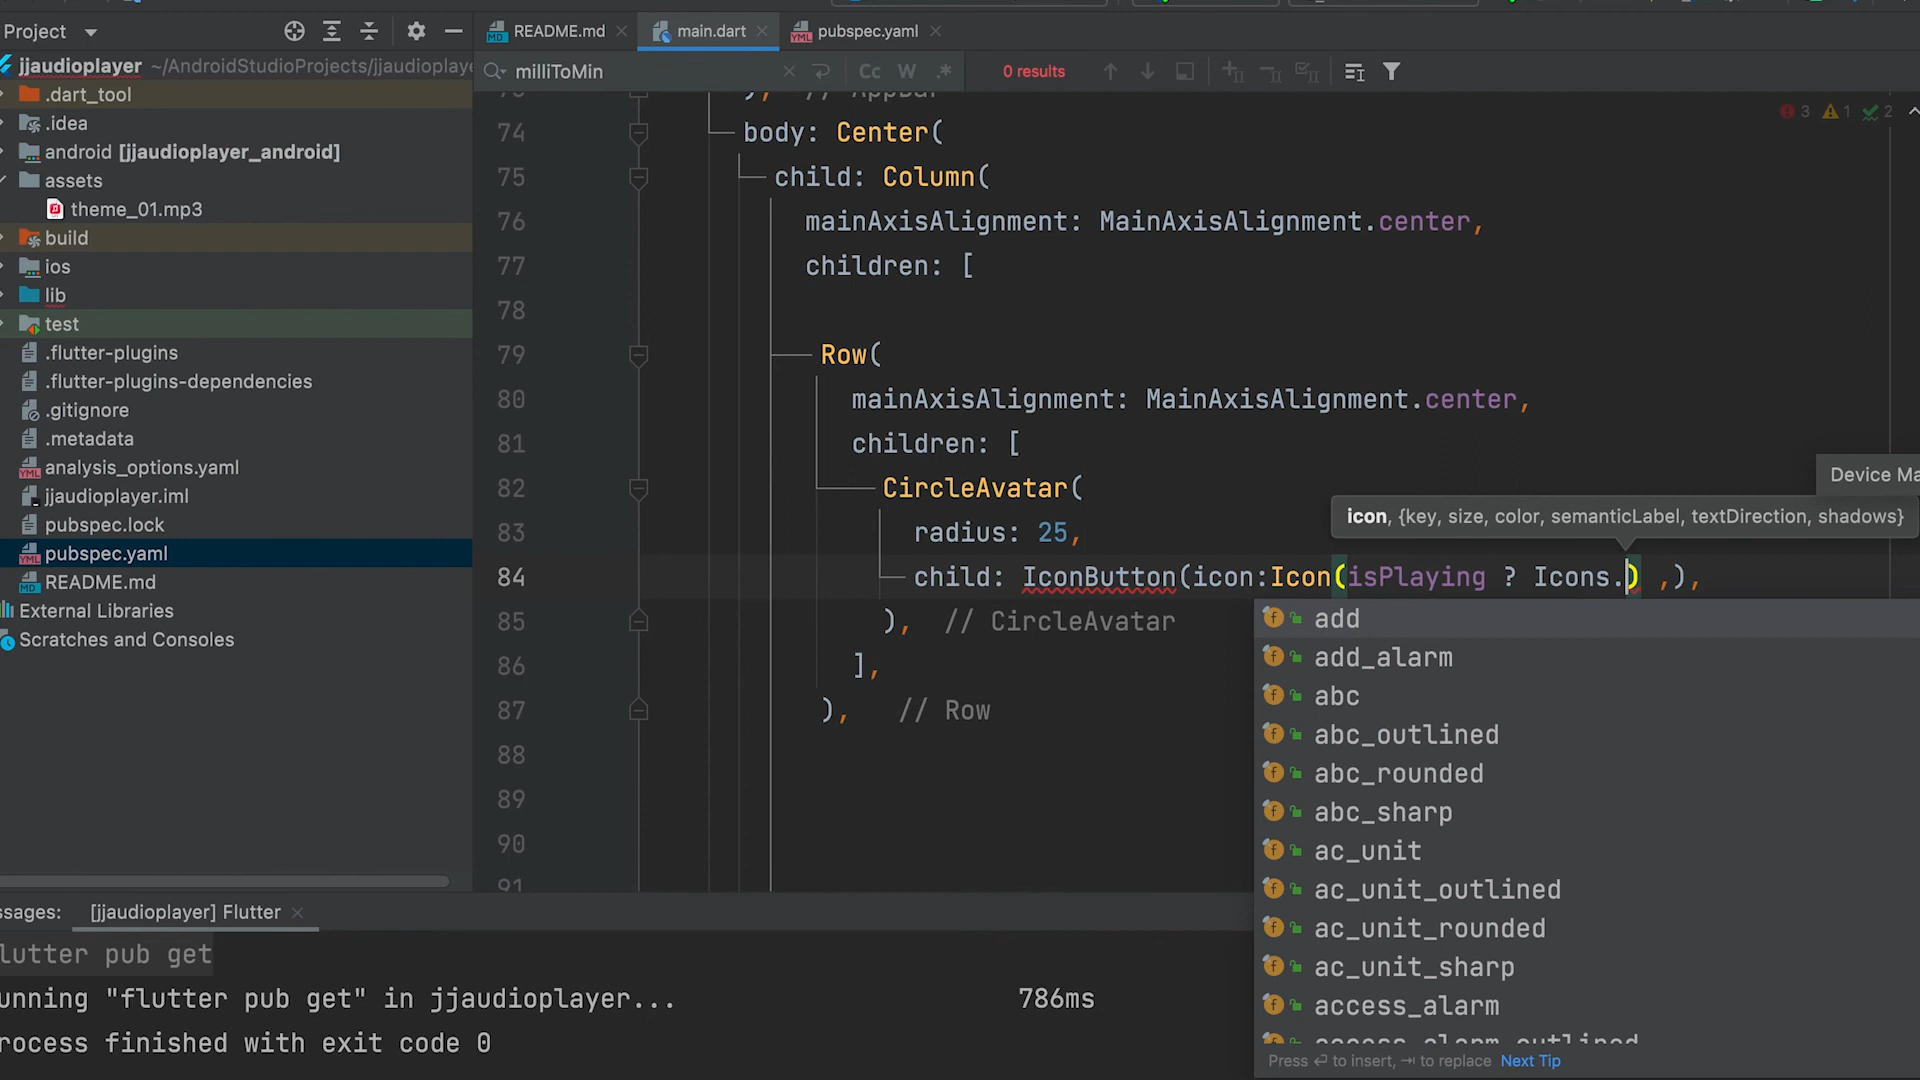 Project
README.md
main.dart
pubspec.yaml
jjaudioplayer ~/AndroidStudioProjects/jjaudioplaye
milliToMin
Cc W .*
0 results
.dart_tool
.idea
android [jjaudioplayer_android]
assets
theme_01.mp3
build
ios
lib
test
.flutter-plugins
.flutter-plugins-dependencies
.gitignore
.metadata
analysis_options.yaml
jjaudioplayer.iml
pubspec.lock
pubspec.yaml
README.md
External Libraries
Scratches and Consoles
3 1 2
), // AppBar
74 body: Center(
75 child: Column(
76 mainAxisAlignment: MainAxisAlignment.center,
77 children: [
78
79 Row(
80 mainAxisAlignment: MainAxisAlignment.center,
81 children: [
82 CircleAvatar(
83 radius: 25,
84 child: IconButton(icon:Icon(isPlaying ? Icons.) ,),
85 ), // CircleAvatar
86 ],
87 ), // Row
88
89
90
91
Device Ma
icon, {key, size, color, semanticLabel, textDirection, shadows}
add
add_alarm
abc
abc_outlined
abc_rounded
abc_sharp
ac_unit
ac_unit_outlined
ac_unit_rounded
ac_unit_sharp
access_alarm
access_alarm_outlined
Press ↵ to insert, ⇥ to replace Next Tip
ssages: [jjaudioplayer] Flutter
lutter pub get
unning "flutter pub get" in jjaudioplayer... 786ms
rocess finished with exit code 0